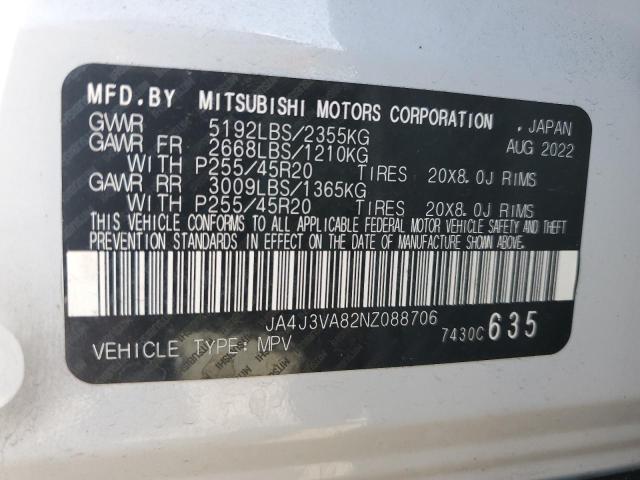 MFD.BY MITSUBISHI MOTORS CORPORATION , JAPAN
GVWR 5192LBS/2355KG AUG 2022
GAWR FR 2668LBS/1210KG
WITH P255/45R20 TIRES 20X8.0J RIMS
GAWR RR 3009LBS/1365KG
WITH P255/45R20 TIRES 20X8.0J RIMS
THIS VEHICLE CONFORMS TO ALL APPLICABLE FEDERAL MOTOR VEHICLE SAFETY AND THEFT
PREVENTION STANDARDS IN EFFECT ON THE DATE OF MANUFACTURE SHOWN ABOVE.
JA4J3VA82NZ088706
VEHICLE TYPE: MPV 7430C 635